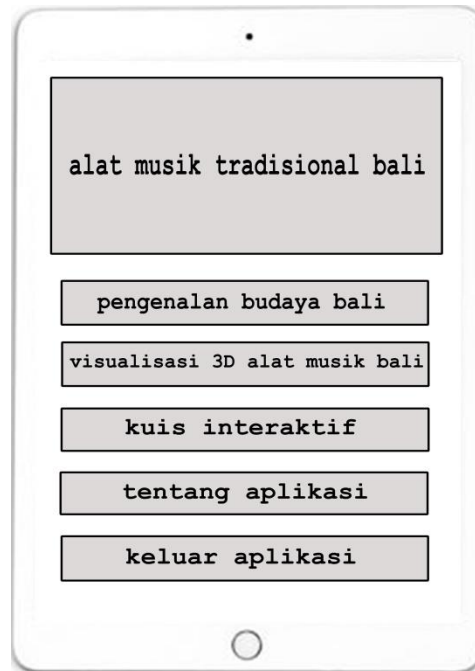 alat musik tradisional bali
pengenalan budaya bali
visualisasi 3D alat musik bali
kuis interaktif
tentang aplikasi
keluar aplikasi